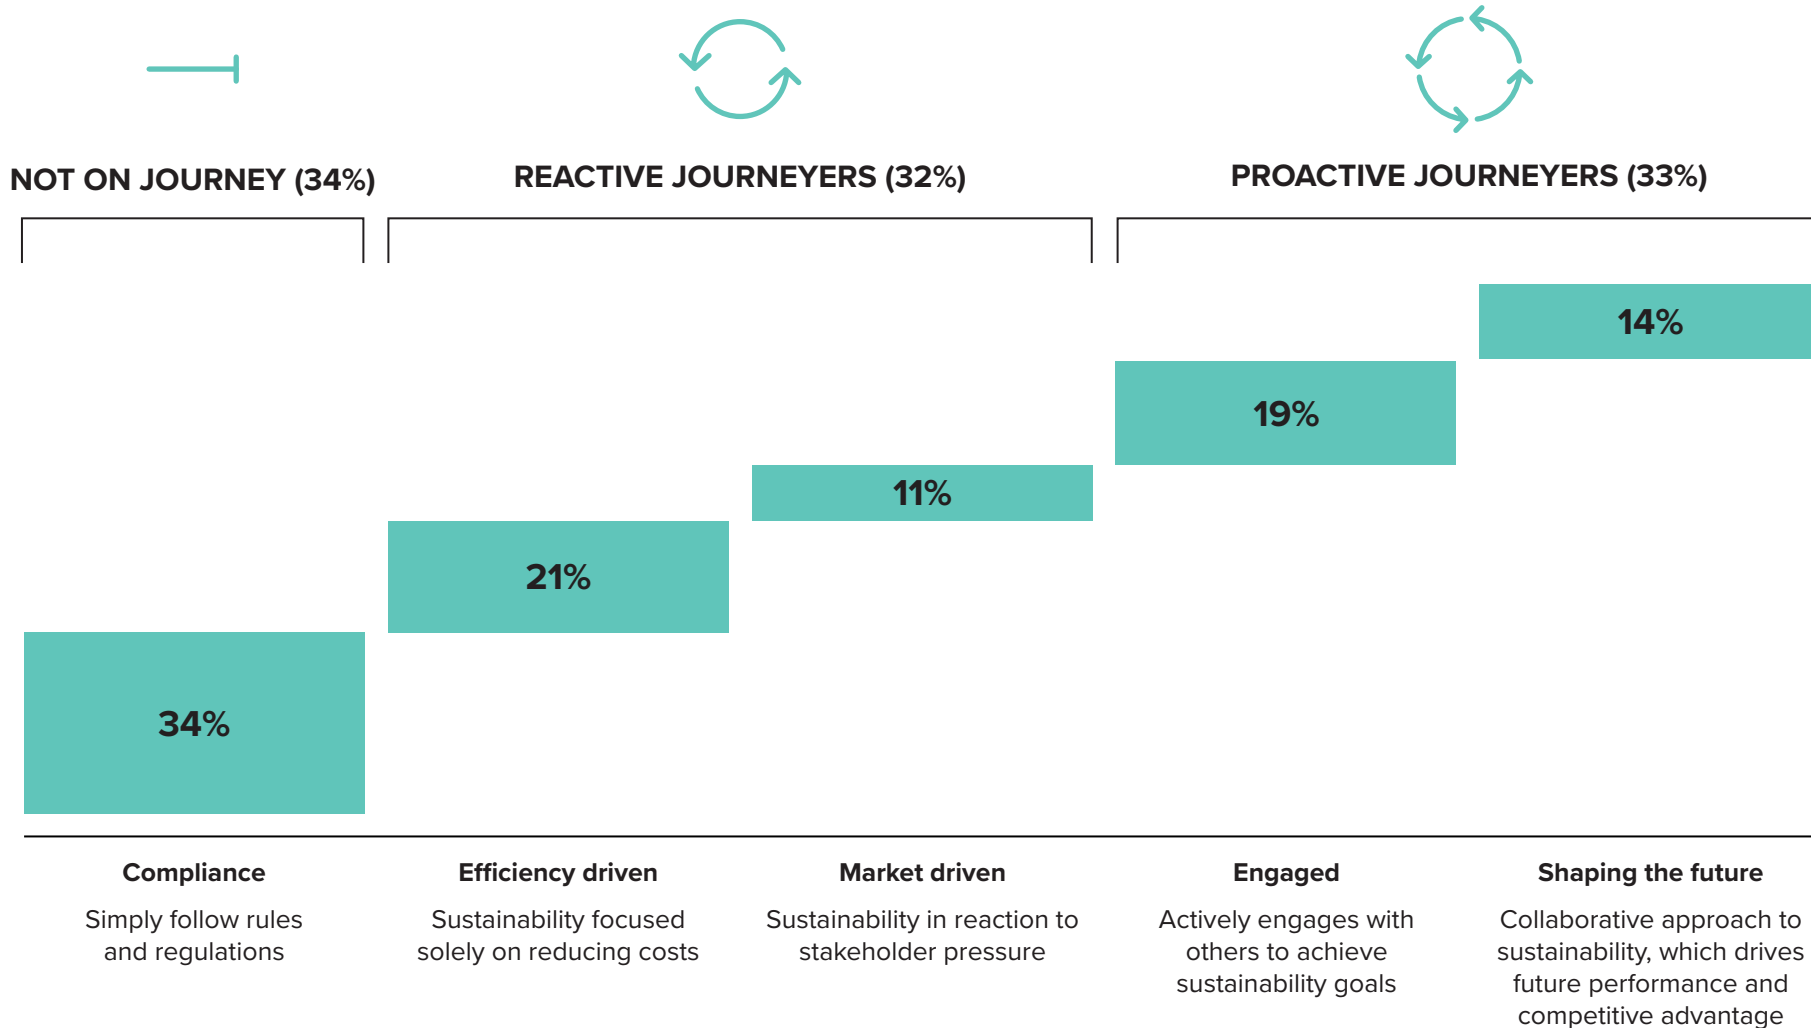 NOT ON JOURNEY (34%)
REACTIVE JOURNEYERS (32%)
PROACTIVE JOURNEYERS (33%)
14%
19%
11%
21%
34%
Compliance
Simply follow rules
and regulations
Efficiency driven
Sustainability focused
solely on reducing costs
Market driven
Sustainability in reaction to
stakeholder pressure
Engaged
Actively engages with
others to achieve
sustainability goals
Shaping the future
Collaborative approach to
sustainability, which drives
future performance and
competitive advantage